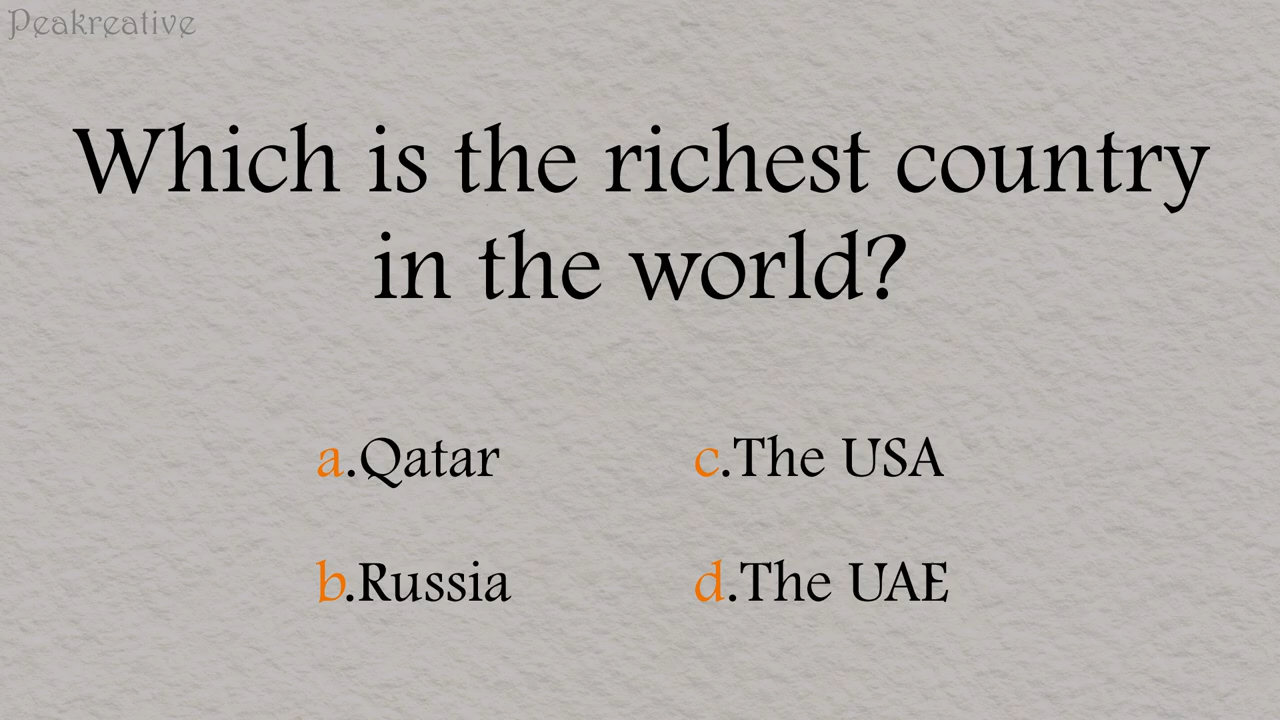 Peakreative
Which is the richest country
in the world?
a.Qatar
c.The USA
b.Russia
d.The UAE